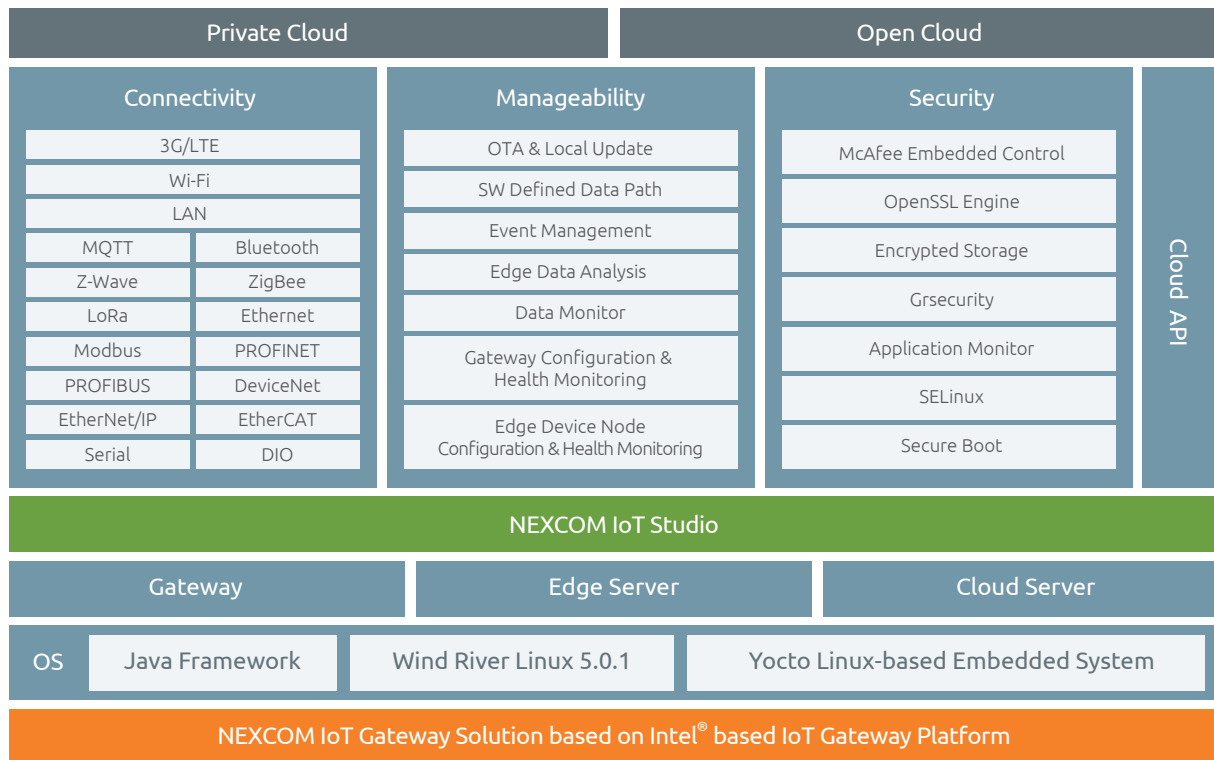 Private Cloud
Open Cloud
Connectivity
3G/LTE
Wi-Fi
LAN
MQTT
Bluetooth
Z-Wave
ZigBee
LoRa
Ethernet
Modbus
PROFINET
PROFIBUS
DeviceNet
EtherNet/IP
EtherCAT
Serial
DIO
Manageability
OTA & Local Update
SW Defined Data Path
Event Management
Edge Data Analysis
Data Monitor
Gateway Configuration &
Health Monitoring
Edge Device Node
Configuration & Health Monitoring
Security
McAfee Embedded Control
OpenSSL Engine
Encrypted Storage
Grsecurity
Application Monitor
SELinux
Secure Boot
Cloud API
NEXCOM IoT Studio
Gateway
Edge Server
Cloud Server
OS
Java Framework
Wind River Linux 5.0.1
Yocto Linux-based Embedded System
NEXCOM IoT Gateway Solution based on Intel® based IoT Gateway Platform